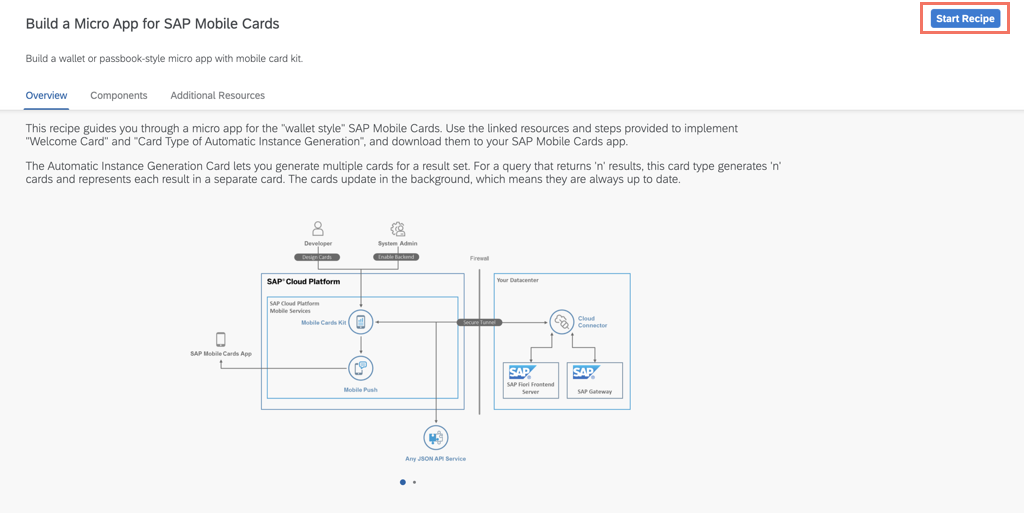 Build a Micro App for SAP Mobile Cards
Start Recipe
Build a wallet or passbook-style micro app with mobile card kit.
Overview
Components
Additional Resources
This recipe guides you through a micro app for the "wallet style" SAP Mobile Cards. Use the linked resources and steps provided to implement
"Welcome Card" and "Card Type of Automatic Instance Generation", and download them to your SAP Mobile Cards app.
The Automatic Instance Generation Card lets you generate multiple cards for a result set. For a query that returns 'n' results, this card type generates 'n'
cards and represents each result in a separate card. The cards update in the background, which means they are always up to date.
Developer
System Admin
Design Cards
Enable Backend
Firewall
SAP® Cloud Platform
Your Datacenter
SAP Cloud Platform
Mobile Services
Mobile Cards Kit
Secure Tunnel
Cloud
Connector
SAP Mobile Cards App
Mobile Push
SAP
SAP Fiori Frontend
Server
SAP
SAP Gateway
Any JSON API Service